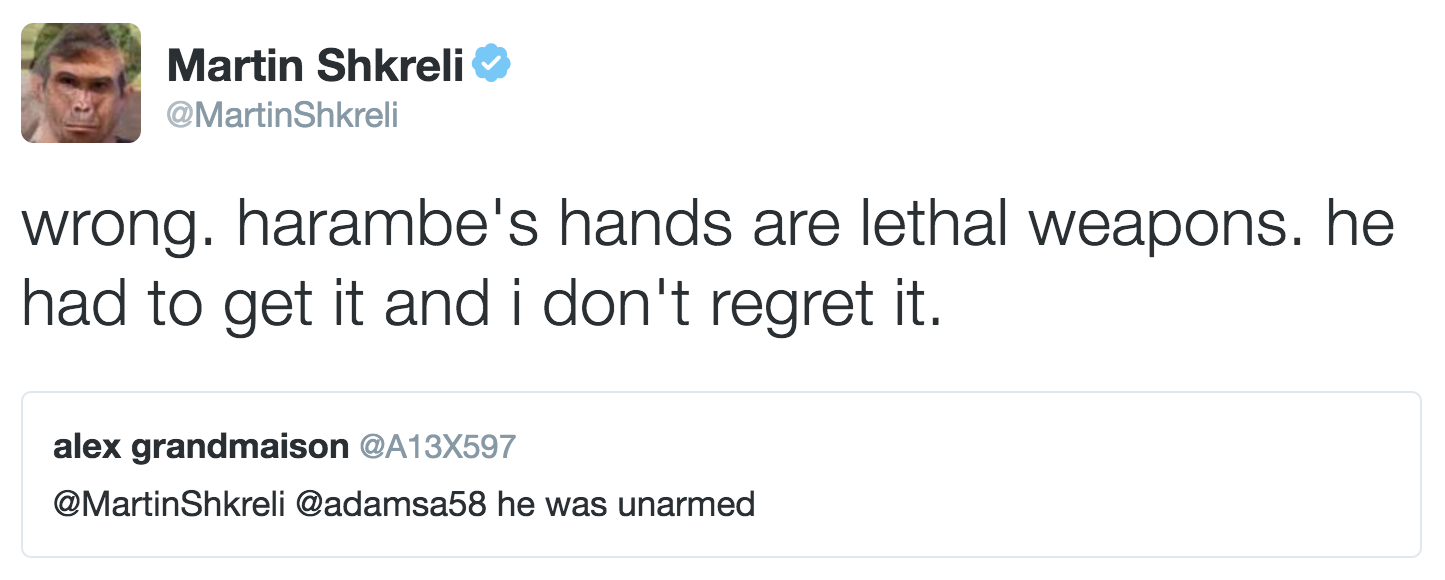 Martin Shkreli
@MartinShkreli
wrong. harambe's hands are lethal weapons. he
had to get it and i don't regret it.
alex grandmaison @A13X597
@MartinShkreli @adamsa58 he was unarmed